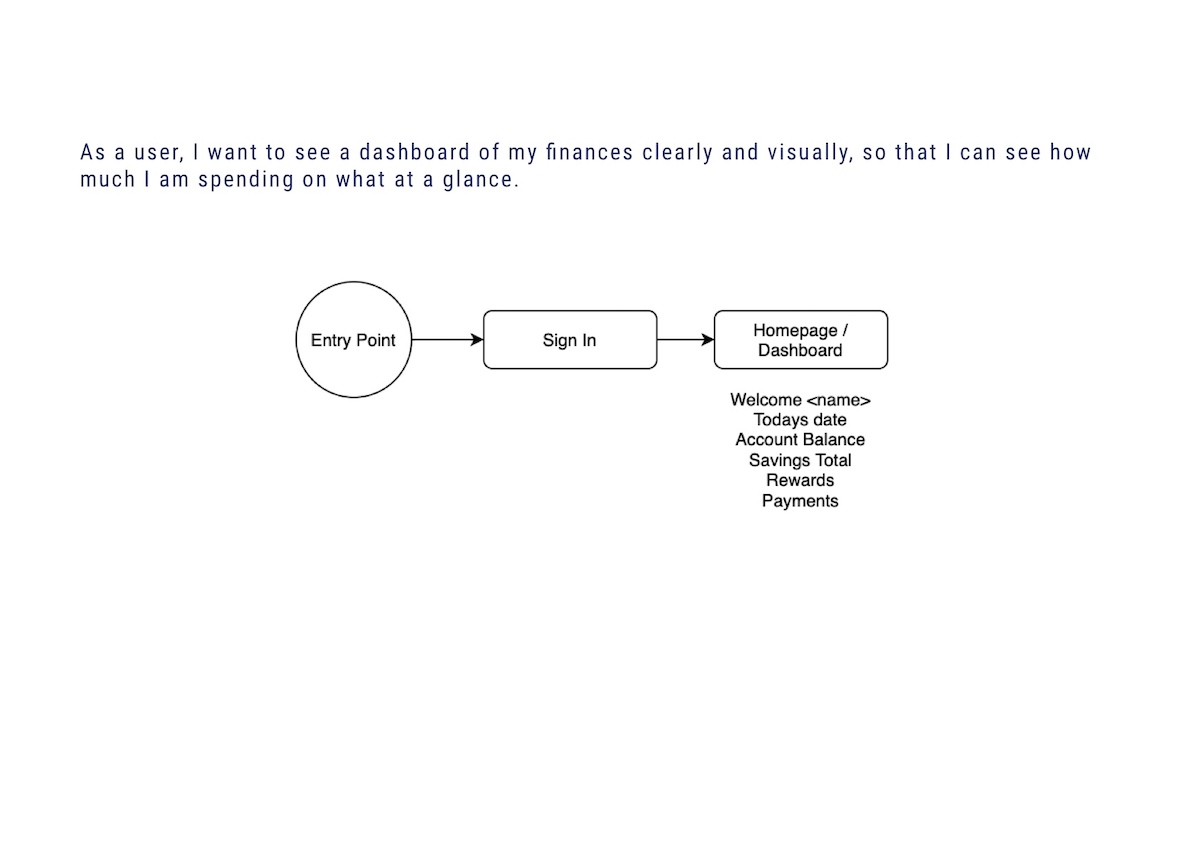 As a user, I want to see a dashboard of my finances clearly and visually, so that I can see how
much I am spending on what at a glance.
Entry Point
Sign In
Homepage /
Dashboard
Welcome <name>
Todays date
Account Balance
Savings Total
Rewards
Payments